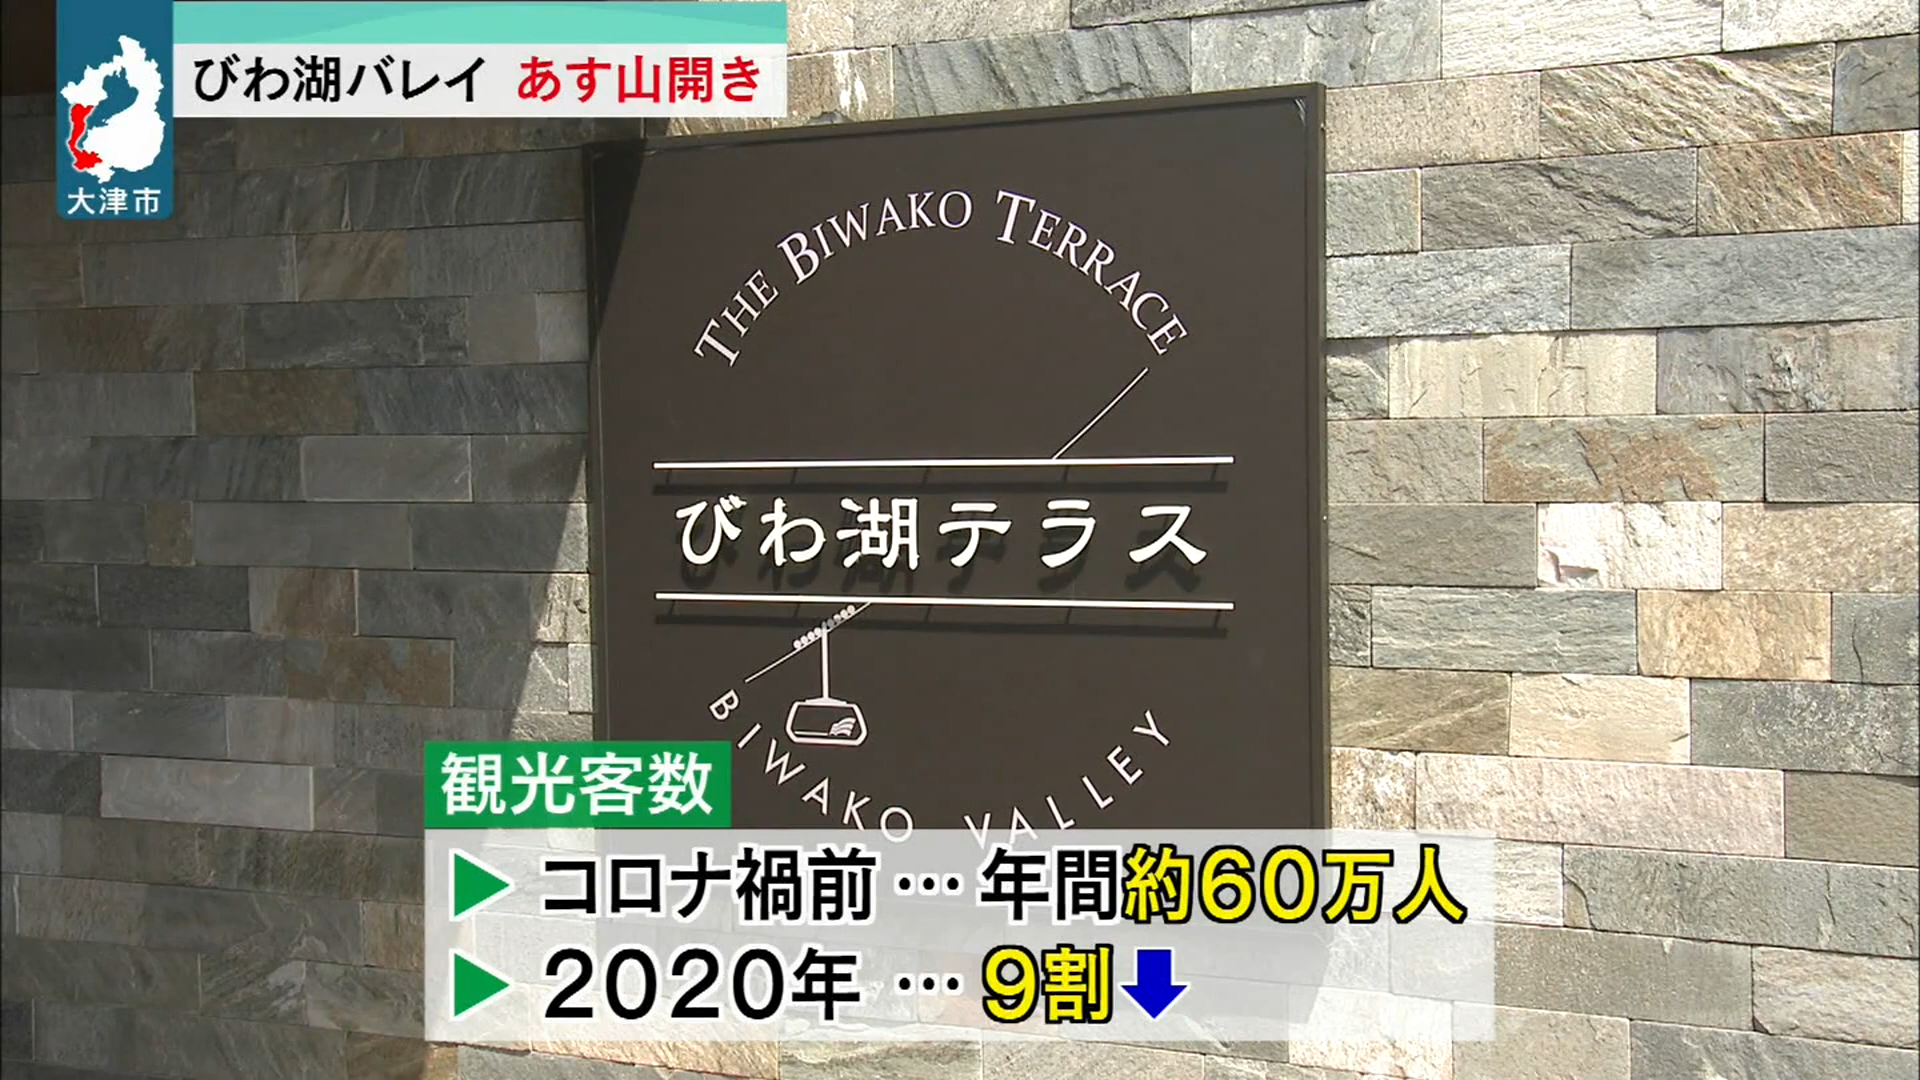 びわ湖バレイ あす山開き
大津市
THE BIWAKO TERRACE
びわ湖テラス
BIWAKO VALLEY
観光客数
▶ コロナ禍前…年間約60万人
▶ 2020年…9割⬇